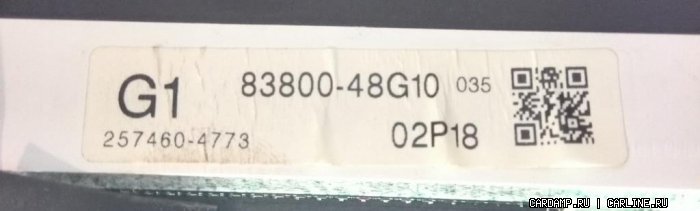 G1 83800-48G10 035
257460-4773 02P18
CARDAMP.RU | CARLINE.RU